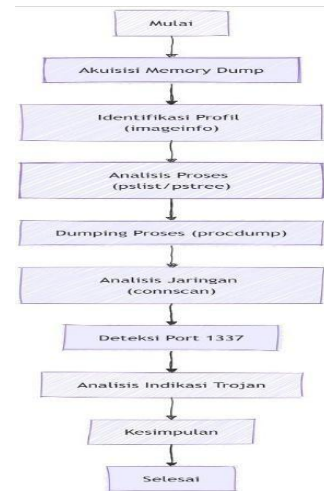 Mulai
Akuisisi Memory Dump
Identifikasi Profil
(imageinfo)
Analisis Proses
(pslist/pstree)
Dumping Proses (procdump)
Analisis Jaringan
(connscan)
Deteksi Port 1337
Analisis Indikasi Trojan
Kesimpulan
Selesai